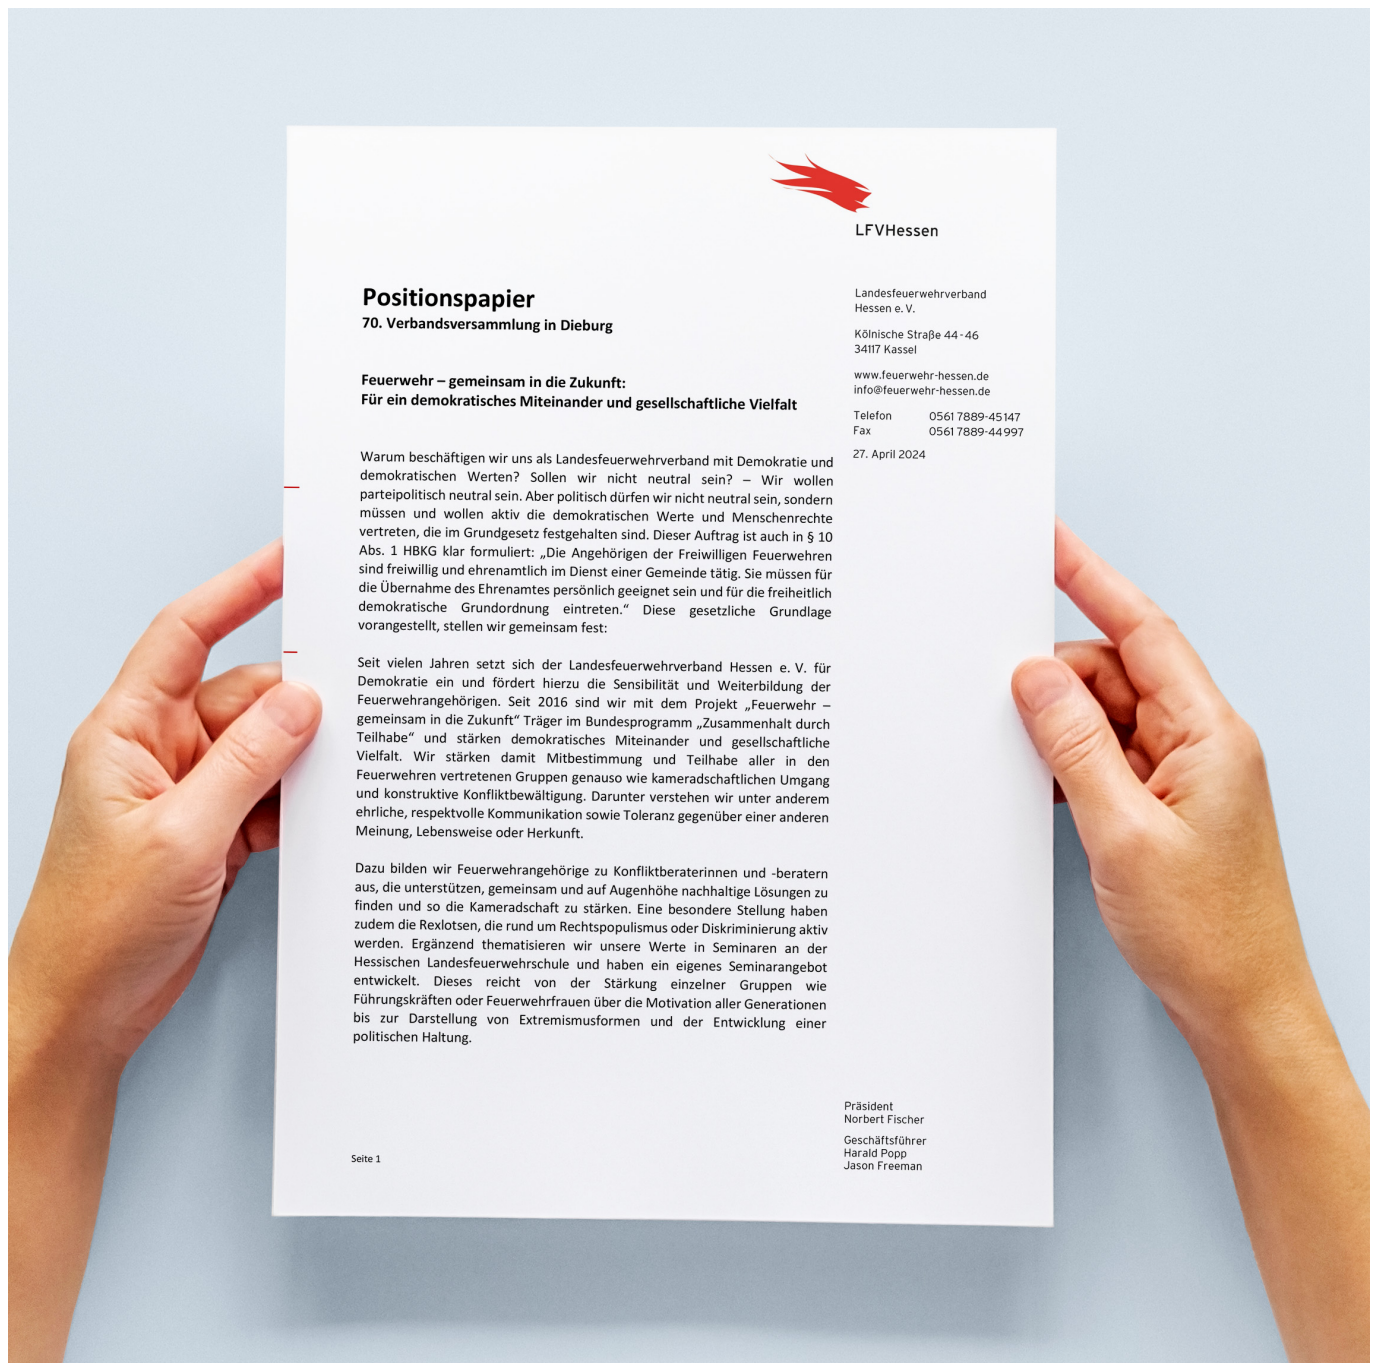 LFVHessen
Positionspapier
70. Verbandsversammlung in Dieburg
Feuerwehr – gemeinsam in die Zukunft:
Für ein demokratisches Miteinander und gesellschaftliche Vielfalt
Warum beschäftigen wir uns als Landesfeuerwehrverband mit Demokratie und
demokratischen Werten? Sollen wir nicht neutral sein? – Wir wollen
parteipolitisch neutral sein. Aber politisch dürfen wir nicht neutral sein, sondern
müssen und wollen aktiv die demokratischen Werte und Menschenrechte
vertreten, die im Grundgesetz festgehalten sind. Dieser Auftrag ist auch in § 10
Abs. 1 HBKG klar formuliert: „Die Angehörigen der Freiwilligen Feuerwehren
sind freiwillig und ehrenamtlich im Dienst einer Gemeinde tätig. Sie müssen für
die Übernahme des Ehrenamtes persönlich geeignet sein und für die freiheitlich
demokratische Grundordnung eintreten.“ Diese gesetzliche Grundlage
vorangestellt, stellen wir gemeinsam fest:
Seit vielen Jahren setzt sich der Landesfeuerwehrverband Hessen e. V. für
Demokratie ein und fördert hierzu die Sensibilität und Weiterbildung der
Feuerwehrangehörigen. Seit 2016 sind wir mit dem Projekt „Feuerwehr –
gemeinsam in die Zukunft“ Träger im Bundesprogramm „Zusammenhalt durch
Teilhabe“ und stärken demokratisches Miteinander und gesellschaftliche
Vielfalt. Wir stärken damit Mitbestimmung und Teilhabe aller in den
Feuerwehren vertretenen Gruppen genauso wie kameradschaftlichen Umgang
und konstruktive Konfliktbewältigung. Darunter verstehen wir unter anderem
ehrliche, respektvolle Kommunikation sowie Toleranz gegenüber einer anderen
Meinung, Lebensweise oder Herkunft.
Dazu bilden wir Feuerwehrangehörige zu Konfliktberaterinnen und -beratern
aus, die unterstützen, gemeinsam und auf Augenhöhe nachhaltige Lösungen zu
finden und so die Kameradschaft zu stärken. Eine besondere Stellung haben
zudem die Rexlotsen, die rund um Rechtspopulismus oder Diskriminierung aktiv
werden. Ergänzend thematisieren wir unsere Werte in Seminaren an der
Hessischen Landesfeuerwehrschule und haben ein eigenes Seminarangebot
entwickelt. Dieses reicht von der Stärkung einzelner Gruppen wie
Führungskräften oder Feuerwehrfrauen über die Motivation aller Generationen
bis zur Darstellung von Extremismusformen und der Entwicklung einer
politischen Haltung.
Landesfeuerwehrverband
Hessen e. V.
Kölnische Straße 44-46
34117 Kassel
www.feuerwehr-hessen.de
info@feuerwehr-hessen.de
Telefon 0561 7889-45147
Fax 0561 7889-44997
27. April 2024
Präsident
Norbert Fischer
Geschäftsführer
Harald Popp
Jason Freeman
Seite 1